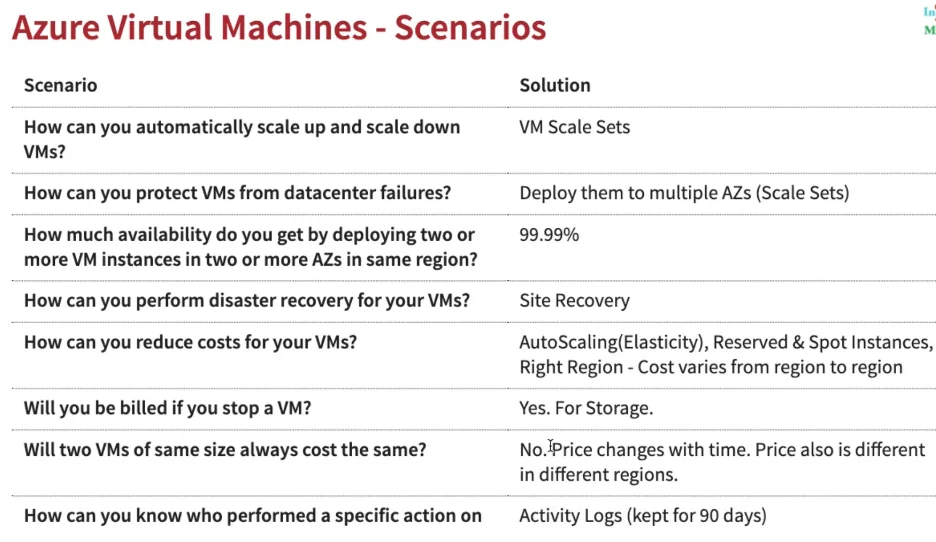 Azure Virtual Machines - Scenarios
In
M
Scenario
Solution
How can you automatically scale up and scale down
VMs?
VM Scale Sets
How can you protect VMs from datacenter failures?
Deploy them to multiple AZs (Scale Sets)
How much availability do you get by deploying two or
more VM instances in two or more AZs in same region?
99.99%
How can you perform disaster recovery for your VMs?
Site Recovery
How can you reduce costs for your VMs?
AutoScaling(Elasticity), Reserved & Spot Instances,
Right Region - Cost varies from region to region
Will you be billed if you stop a VM?
Yes. For Storage.
Will two VMs of same size always cost the same?
No. Price changes with time. Price also is different
in different regions.
How can you know who performed a specific action on
Activity Logs (kept for 90 days)